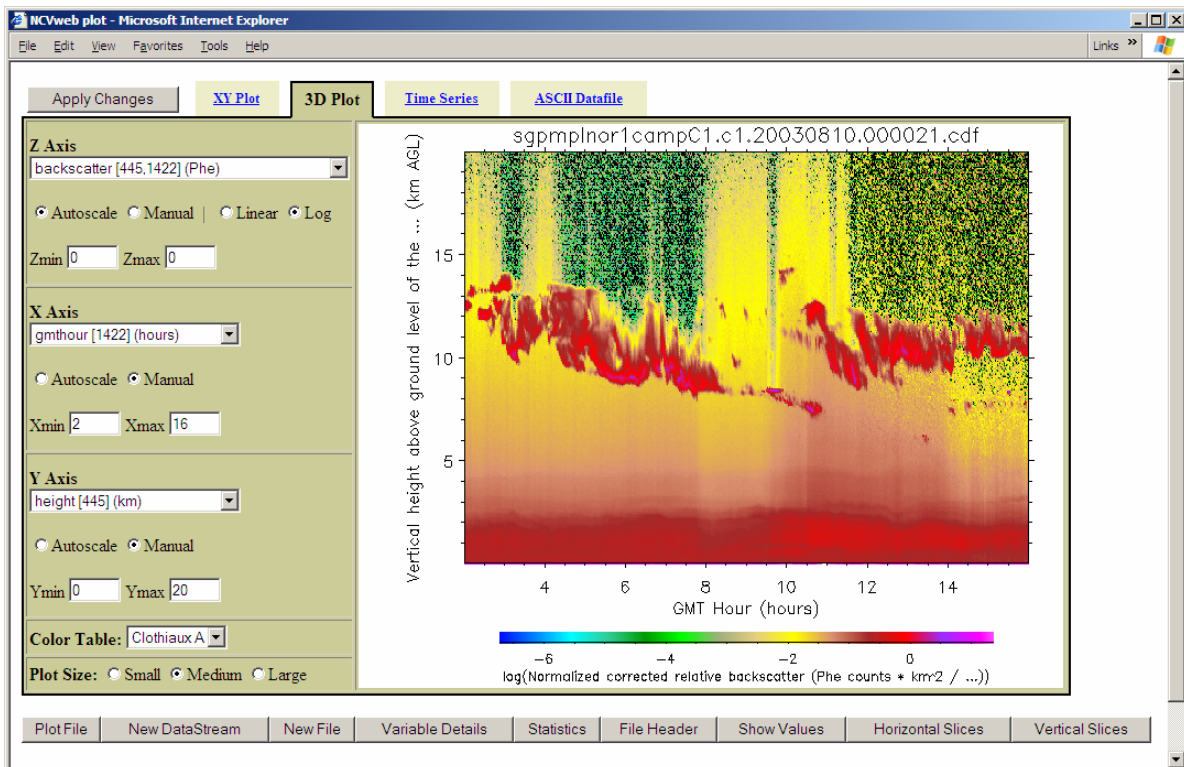 NCVweb plot - Microsoft Internet Explorer
File Edit View Favorites Tools Help
Links »
Apply Changes
XY Plot
3D Plot
Time Series
ASCII Datafile
Z Axis
backscatter [445,1422] (Phe)
Autoscale Manual | Linear Log
Zmin 0 Zmax 0
X Axis
gmthour [1422] (hours)
Autoscale Manual
Xmin 2 Xmax 16
Y Axis
height [445] (km)
Autoscale Manual
Ymin 0 Ymax 20
Color Table: Clothiaux A
Plot Size: Small Medium Large
sgpmplnor1campC1.c1.20030810.000021.cdf
Vertical height above ground level of the ... (km AGL)
15
10
5
4 6 8 10 12 14
GMT Hour (hours)
−6 −4 −2 0
log(Normalized corrected relative backscatter (Phe counts * km^2 / ...))
Plot File
New DataStream
New File
Variable Details
Statistics
File Header
Show Values
Horizontal Slices
Vertical Slices